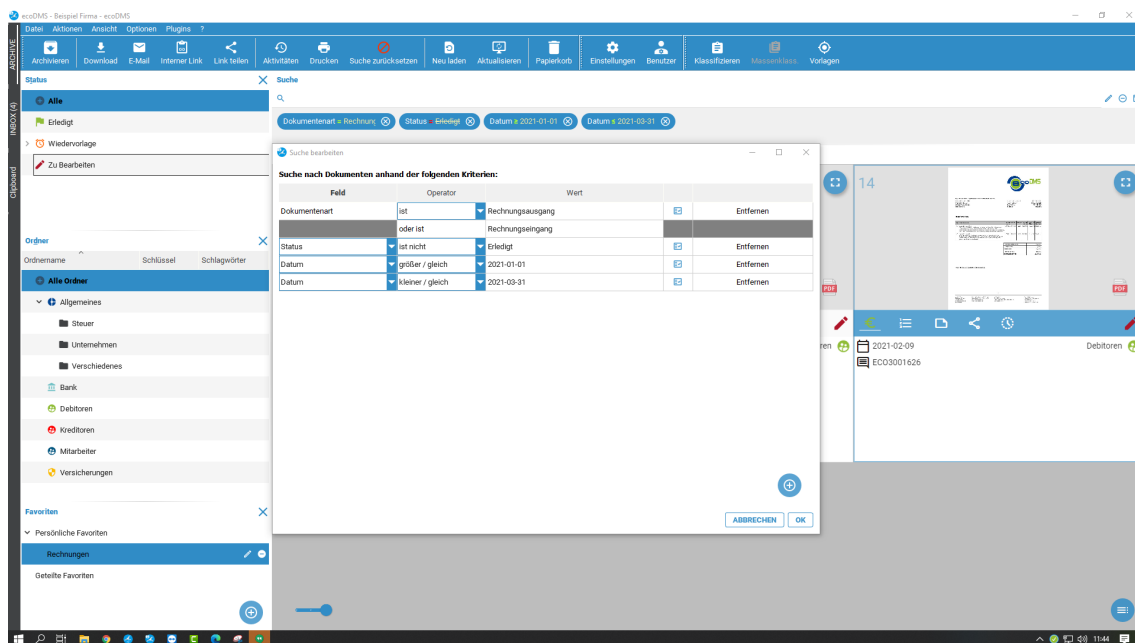 ecoDMS - Beispiel Firma - ecoDMS
Datei Aktionen Ansicht Optionen Plugins ?
ARCHIVE
INBOX (4)
Clipboard
Archivieren Download E-Mail Interner Link Link teilen Aktivitäten Drucken Suche zurücksetzen Neu laden Aktualisieren Papierkorb Einstellungen Benutzer Klassifizieren Massenklass. Vorlagen
Status
Alle
Erledigt
Wiedervorlage
Zu Bearbeiten
Ordner
Ordnername Schlüssel Schlagwörter
Alle Ordner
Allgemeines
Steuer
Unternehmen
Verschiedenes
Bank
Debitoren
Kreditoren
Mitarbeiter
Versicherungen
Favoriten
Persönliche Favoriten
Rechnungen
Geteilte Favoriten
Suche
Dokumentenart = Rechnung Status = Erledigt Datum ≥ 2021-01-01 Datum ≤ 2021-03-31
Suche bearbeiten
Suche nach Dokumenten anhand der folgenden Kriterien:
Feld Operator Wert
Dokumentenart ist Rechnungsausgang Entfernen
oder ist Rechnungseingang
Status ist nicht Erledigt Entfernen
Datum größer / gleich 2021-01-01 Entfernen
Datum kleiner / gleich 2021-03-31 Entfernen
ABBRECHEN OK
14
ecoDMS
PDF
PDF
ren
2021-02-09 Debitoren
ECO3001626
11:44